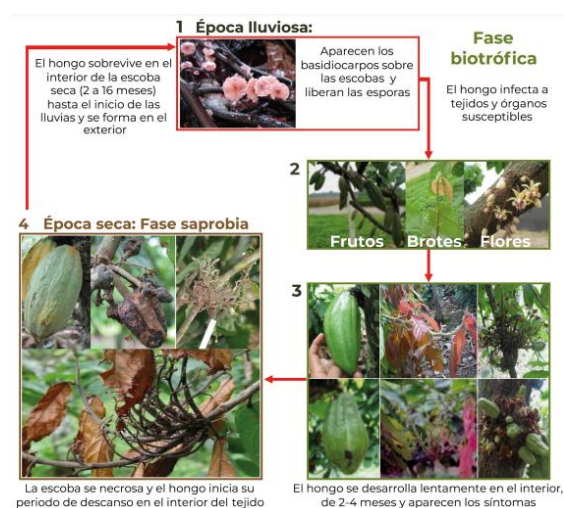 1 Época lluviosa:
Aparecen los
basidiocarpos sobre
las escobas y
liberan las esporas
Fase
biotrófica
El hongo infecta a
tejidos y órganos
susceptibles
2
Frutos Brotes Flores
3
El hongo se desarrolla lentamente en el interior,
de 2-4 meses y aparecen los síntomas
4 Época seca: Fase saprobia
La escoba se necrosa y el hongo inicia su
periodo de descanso en el interior del tejido
El hongo sobrevive en el
interior de la escoba
seca (2 a 16 meses)
hasta el inicio de las
lluvias y se forma en el
exterior